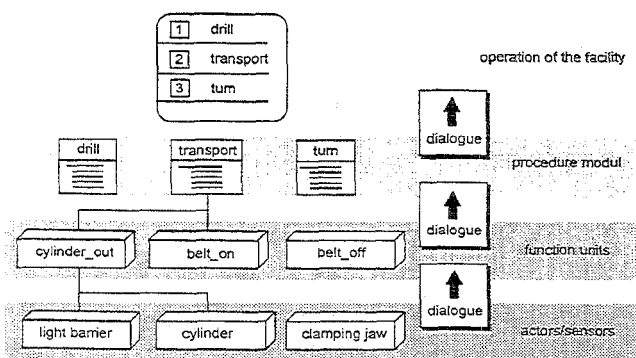 1 drill
2 transport
3 turn
operation of the facility
dialogue
drill transport turn
procedure modul
dialogue
cylinder_out belt_on belt_off
function units
dialogue
light barrier cylinder clamping jaw
actors/sensors